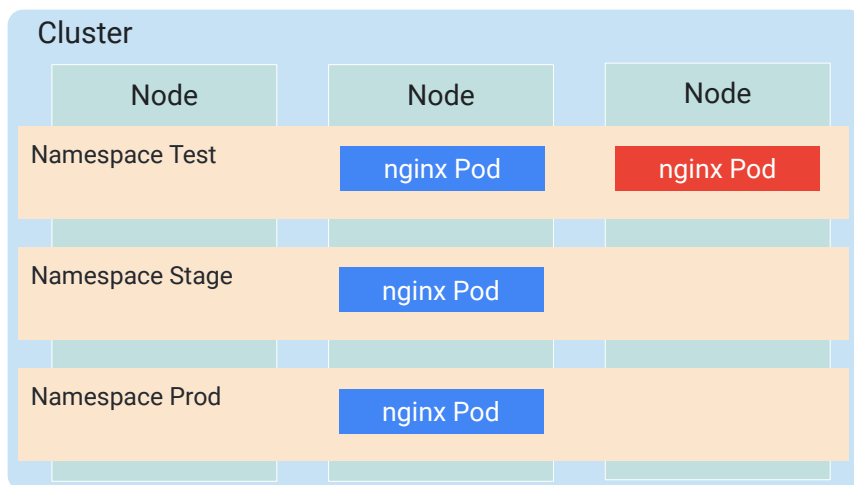 Cluster
Node
Node
Node
Namespace Test
nginx Pod
nginx Pod
Namespace Stage
nginx Pod
Namespace Prod
nginx Pod